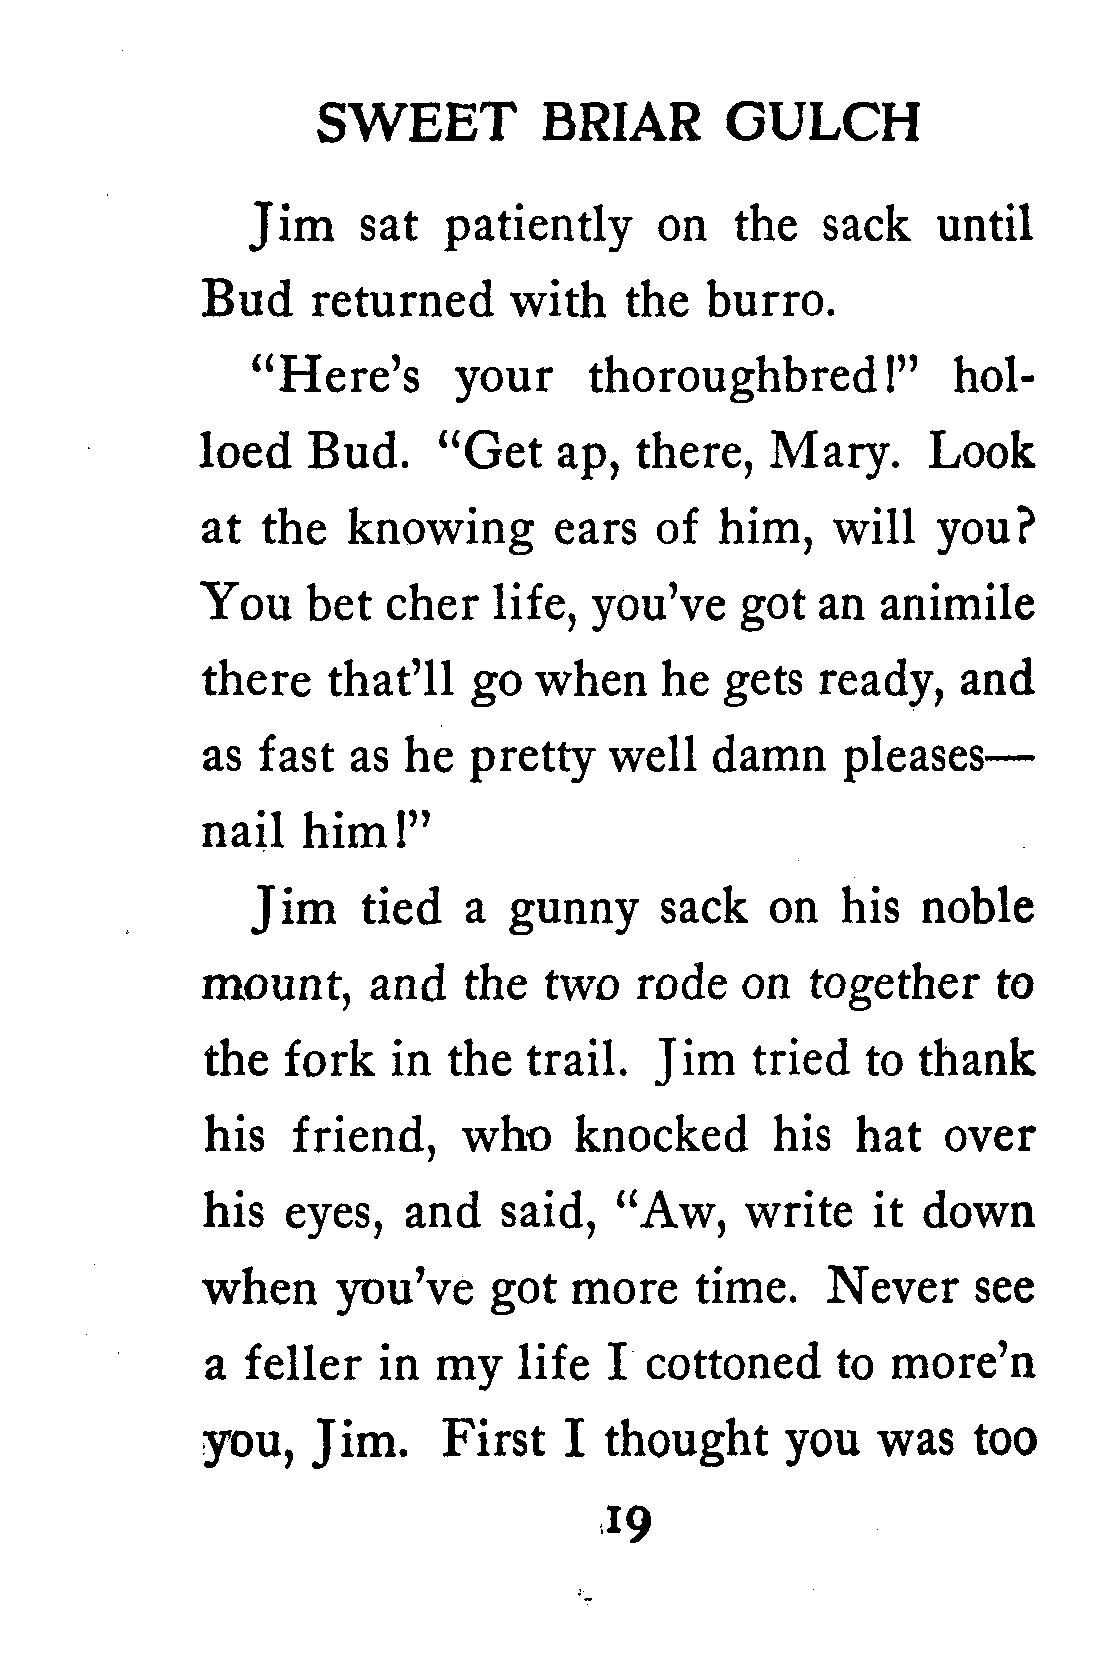 SWEET BRIAR GULCH
Jim sat patiently on the sack until
Bud returned with the burro.
“Here’s your thoroughbred!” hol-
loed Bud. “Get ap, there, Mary. Look
at the knowing ears of him, will you?
You bet cher life, you’ve got an animile
there that’ll go when he gets ready, and
as fast as he pretty well damn pleases—
nail him!”
Jim tied a gunny sack on his noble
mount, and the two rode on together to
the fork in the trail. Jim tried to thank
his friend, who knocked his hat over
his eyes, and said, “Aw, write it down
when you’ve got more time. Never see
a feller in my life I cottoned to more’n
you, Jim. First I thought you was too
19